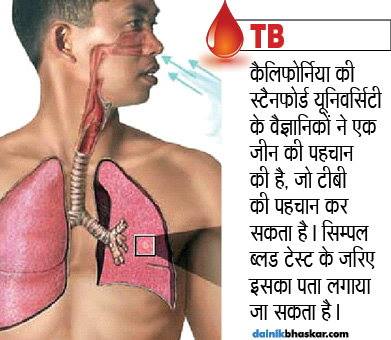 TB
कैलिफोर्निया की
स्टैनफोर्ड यूनिवर्सिटी
के वैज्ञानिकों ने एक
जीन की पहचान
की है, जो टीबी
की पहचान कर
सकता है। सिम्पल
ब्लड टेस्ट के जरिए
इसका पता लगाया
जा सकता है।
dainikbhaskar.com